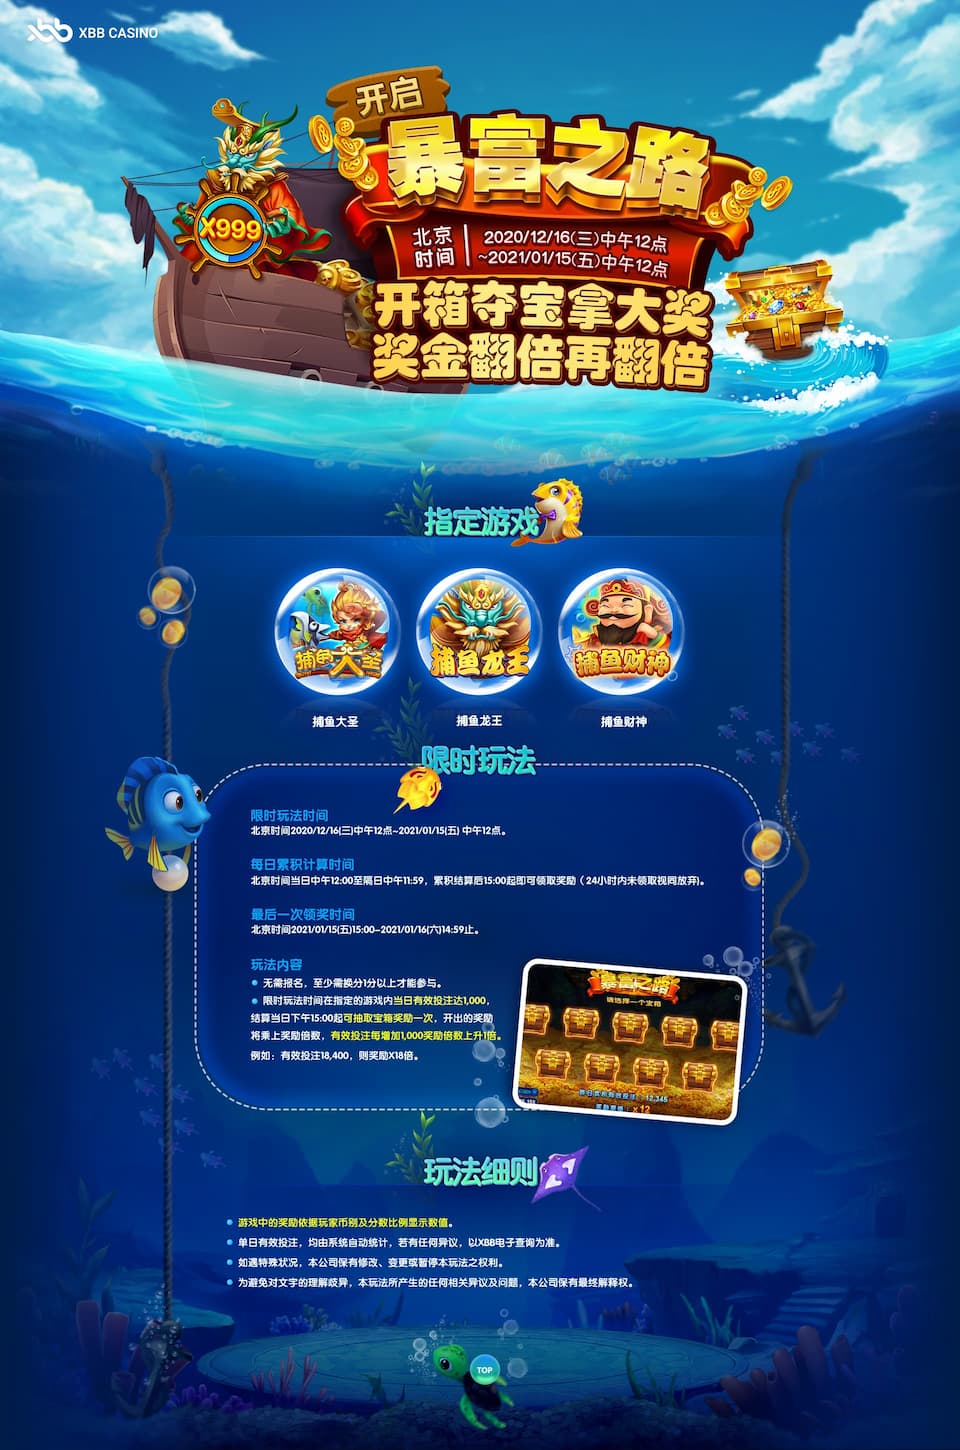 XBB CASINO
开启
暴富之路
X999
北京时间
2020/12/16(三)中午12点
~2021/01/15(五)中午12点
开箱夺宝拿大奖
奖金翻倍再翻倍
指定游戏
捕鱼大圣
捕鱼龙王
捕鱼财神
捕鱼大圣
捕鱼龙王
捕鱼财神
限时玩法
限时玩法时间
北京时间2020/12/16(三)中午12点~2021/01/15(五) 中午12点。
每日累积计算时间
北京时间当日中午12:00至隔日中午11:59，累积结算后15:00起即可领取奖励（24小时内未领取视同放弃)。
最后一次领奖时间
北京时间2021/01/15(五)15:00-2021/01/16(六)14:59止。
玩法内容
无需报名，至少需换分1分以上才能参与。
限时玩法时间在指定的游戏内当日有效投注达1,000，
结算当日下午15:00起可抽取宝箱奖励一次，开出的奖励
将乘上奖励倍数，有效投注每增加1,000奖励倍数上升1倍。
例如：有效投注18,400，则奖励X18倍。
暴富之路
请选择一个宝箱
12,345
x 12
玩法细则
游戏中的奖励依据玩家币别及分数比例显示数值。
单日有效投注，均由系统自动统计，若有任何异议，以XBB电子查询为准。
如遇特殊状况，本公司保有修改、变更或暂停本玩法之权利。
为避免对文字的理解歧异，本玩法所产生的任何相关异议及问题，本公司保有最终解释权。
TOP